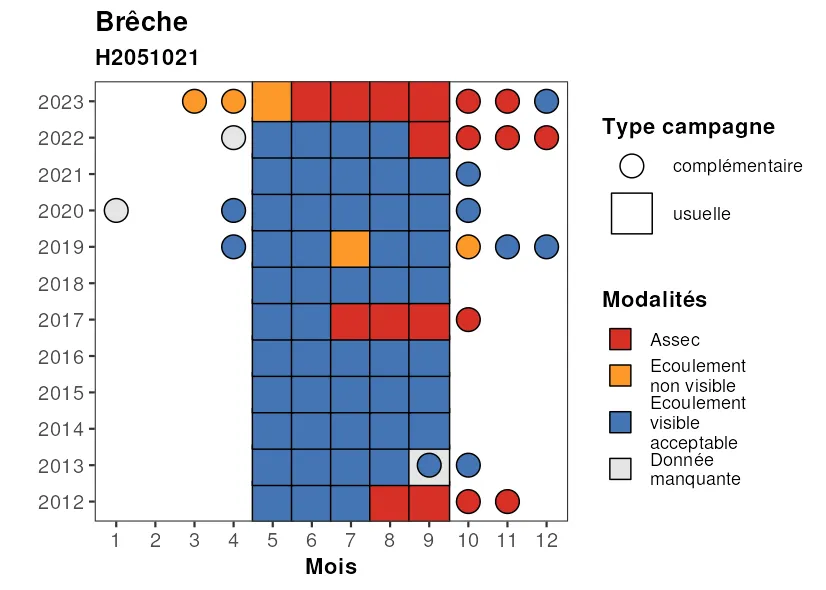 Brêche
H2051021
2023
2022
2021
2020
2019
2018
2017
2016
2015
2014
2013
2012
1 2 3 4 5 6 7 8 9 10 11 12
Mois
Type campagne
complémentaire
usuelle
Modalités
Assec
Ecoulement
non visible
Ecoulement
visible
acceptable
Donnée
manquante